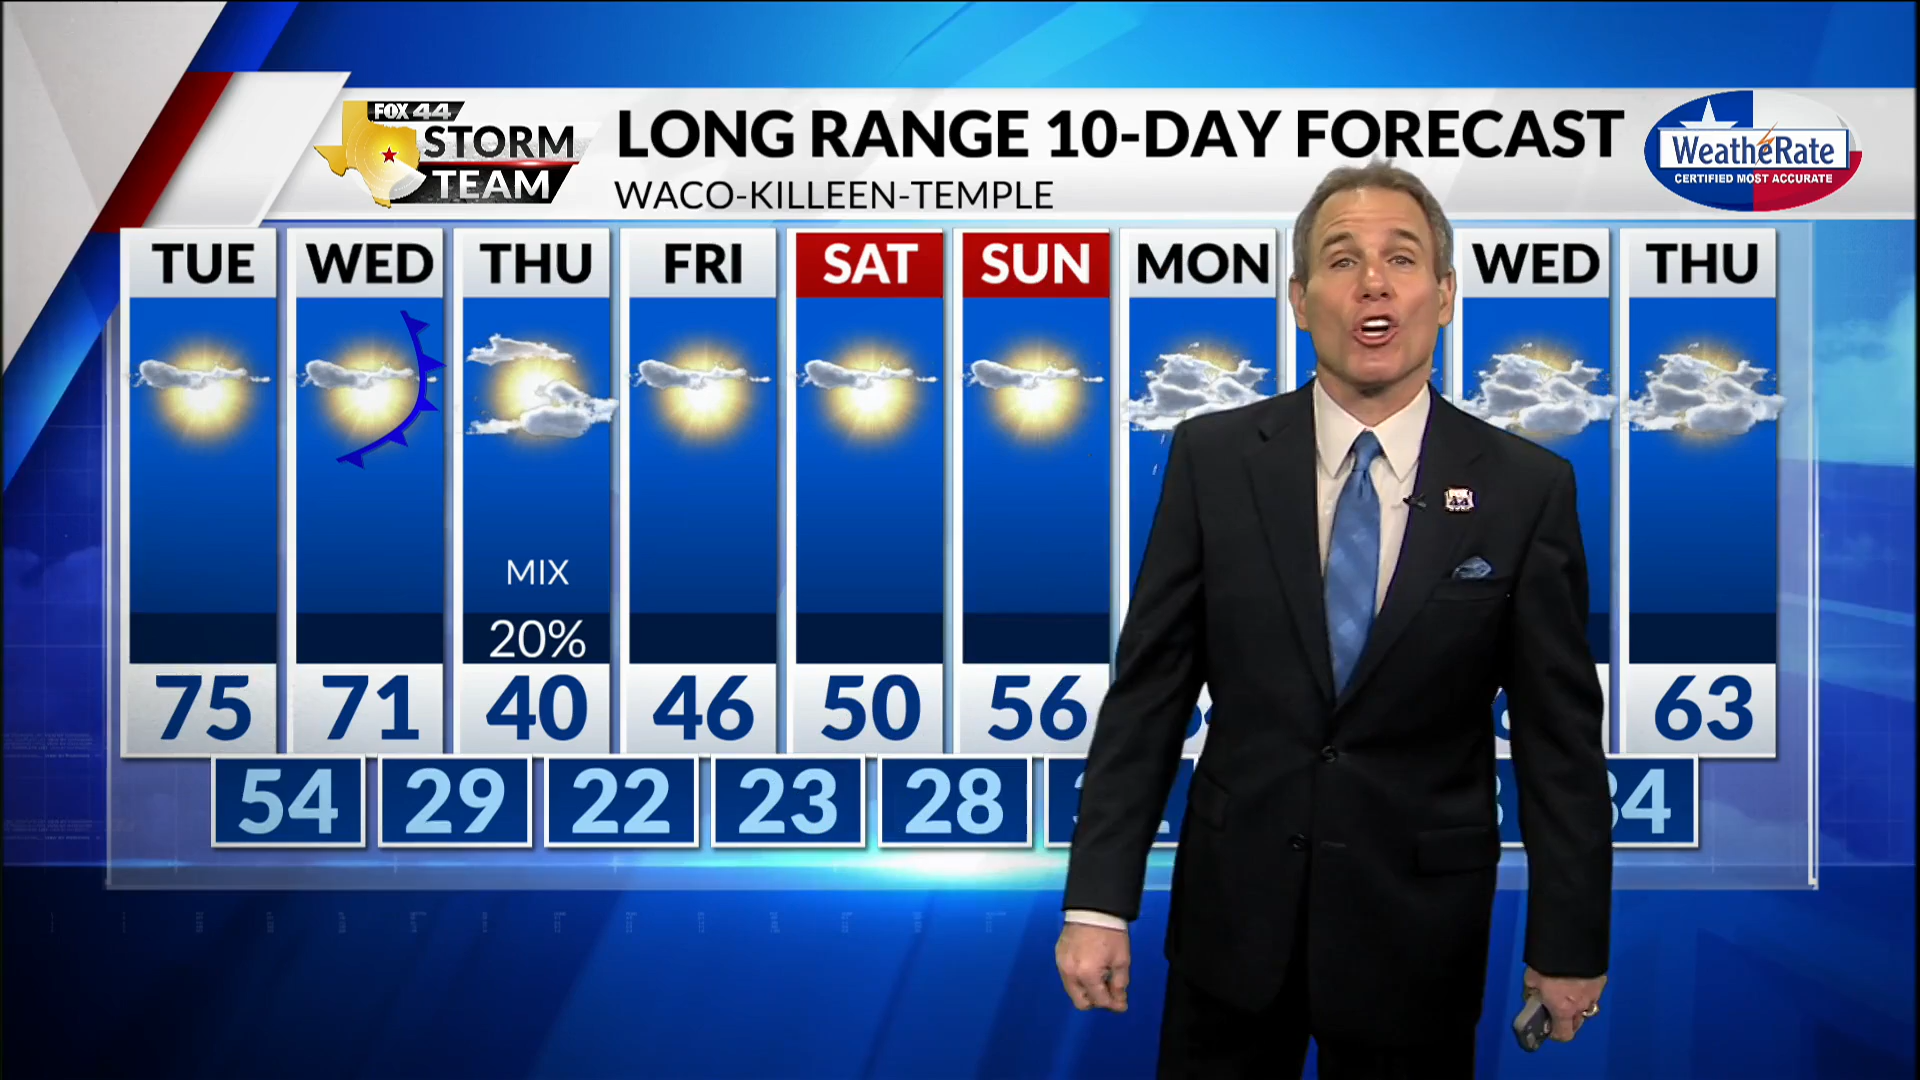 FOX 44
STORM
TEAM
LONG RANGE 10-DAY FORECAST
WACO-KILLEEN-TEMPLE
WeatheRate
CERTIFIED MOST ACCURATE
TUE WED THU FRI SAT SUN MON WED THU
MIX
20%
75 71 40 46 50 56 63
54 29 22 23 28
44